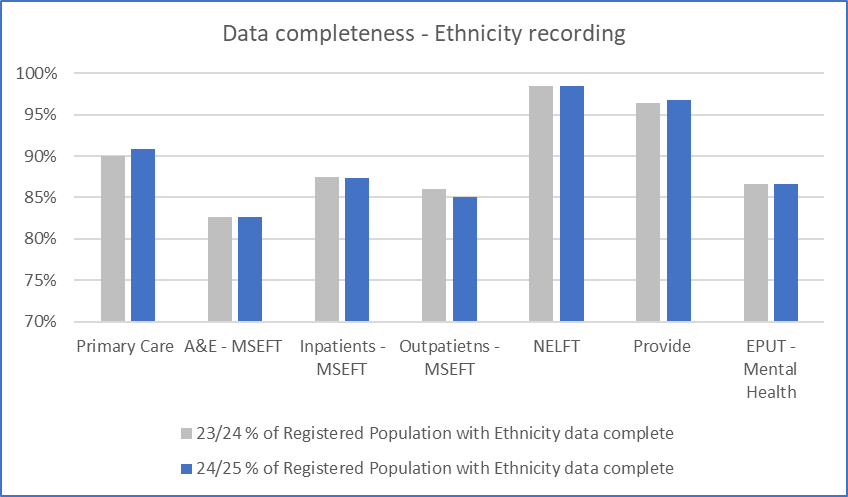 Data completeness - Ethnicity recording
100%
95%
90%
85%
80%
75%
70%
Primary Care
A&E - MSEFT
Inpatients -
MSEFT
Outpatietns -
MSEFT
NELFT
Provide
EPUT -
Mental
Health
23/24 % of Registered Population with Ethnicity data complete
24/25 % of Registered Population with Ethnicity data complete